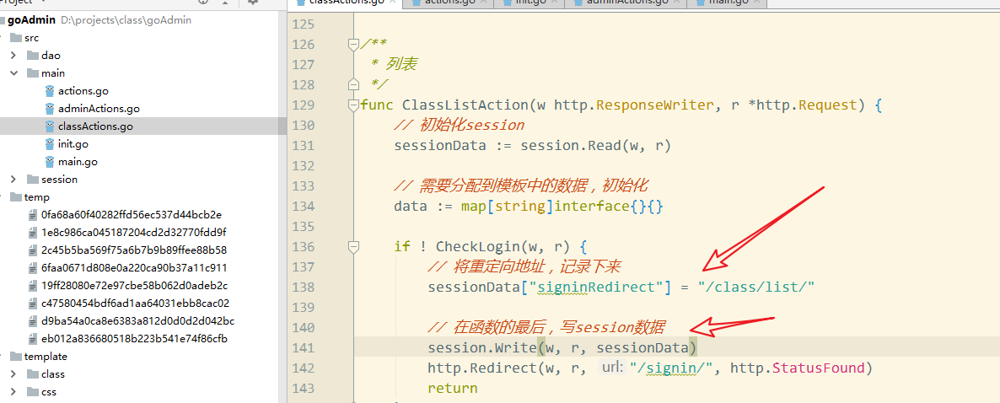 Project
goAdmin D:\projects\class\goAdmin
src
dao
main
actions.go
adminActions.go
classActions.go
init.go
main.go
session
temp
0fa68a60f40282ffd56ec537d44bcb2e
1e8c986ca045187204cd2d32770fdd9f
2c45b5ba569f75a6b7b9b89ffee88b58
6faa0671d808e0a220ca90b37a11c911
19ff28080e72e97cbe58b062d0adeb2c
c47580454bdf6ad1aa64031ebb8cac02
d9ba54a0ca8e6383a812d0d0d2d042bc
eb012a836680518b223b541e74f86cfb
template
class
css
classActions.go actions.go init.go adminActions.go main.go
125
126 /**
127 * 列表
128 */
129 func ClassListAction(w http.ResponseWriter, r *http.Request) {
130 // 初始化session
131 sessionData := session.Read(w, r)
132
133 // 需要分配到模板中的数据，初始化
134 data := map[string]interface{}{}
135
136 if ! CheckLogin(w, r) {
137 // 将重定向地址，记录下来
138 sessionData["signinRedirect"] = "/class/list/"
139
140 // 在函数的最后，写session数据
141 session.Write(w, r, sessionData)
142 http.Redirect(w, r, url: "/signin/", http.StatusFound)
143 return